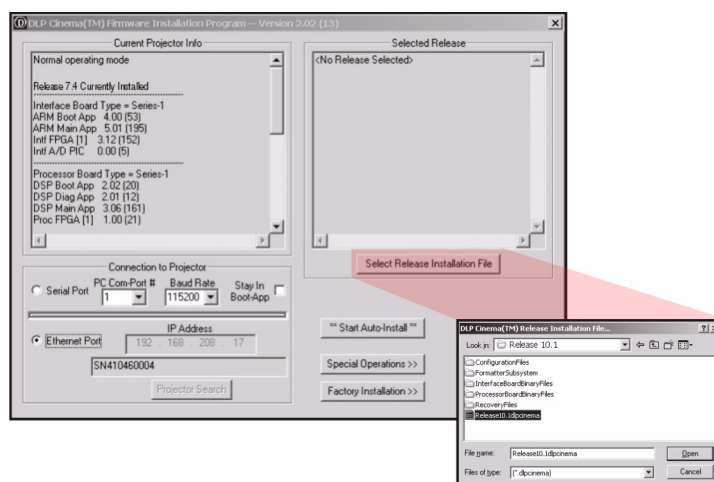 DLP Cinema(TM) Firmware Installation Program -- Version 2.02 (13)
Current Projector Info
Normal operating mode
Release 7.4 Currently Installed
Interface Board Type = Series-1
ARM Boot App 4.00 (53)
ARM Main App 5.01 (195)
Intf FPGA [1] 3.12 (152)
Intf A/D PIC 0.00 (5)
Processor Board Type = Series-1
DSP Boot App 2.02 (20)
DSP Diag App 2.01 (12)
DSP Main App 3.06 (161)
Proc FPGA [1] 1.00 (21)
Selected Release
<No Release Selected>
Select Release Installation File
Connection to Projector
Serial Port
PC Com-Port #
1
Baud Rate
115200
Stay In
Boot-App
Ethernet Port
IP Address
192 . 168 . 208 . 17
SN410460004
Projector Search
** Start Auto-Install **
Special Operations >>
Factory Installation >>
DLP Cinema(TM) Release Installation File...
Look in: Release 10.1
ConfigurationFiles
FormatterSubsystem
InterfaceBoardBinaryFiles
ProcessorBoardBinaryFiles
RecoveryFiles
Release10.1dlpcinema
File name: Release10.1dlpcinema
Open
Files of type: (*.dlpcinema)
Cancel